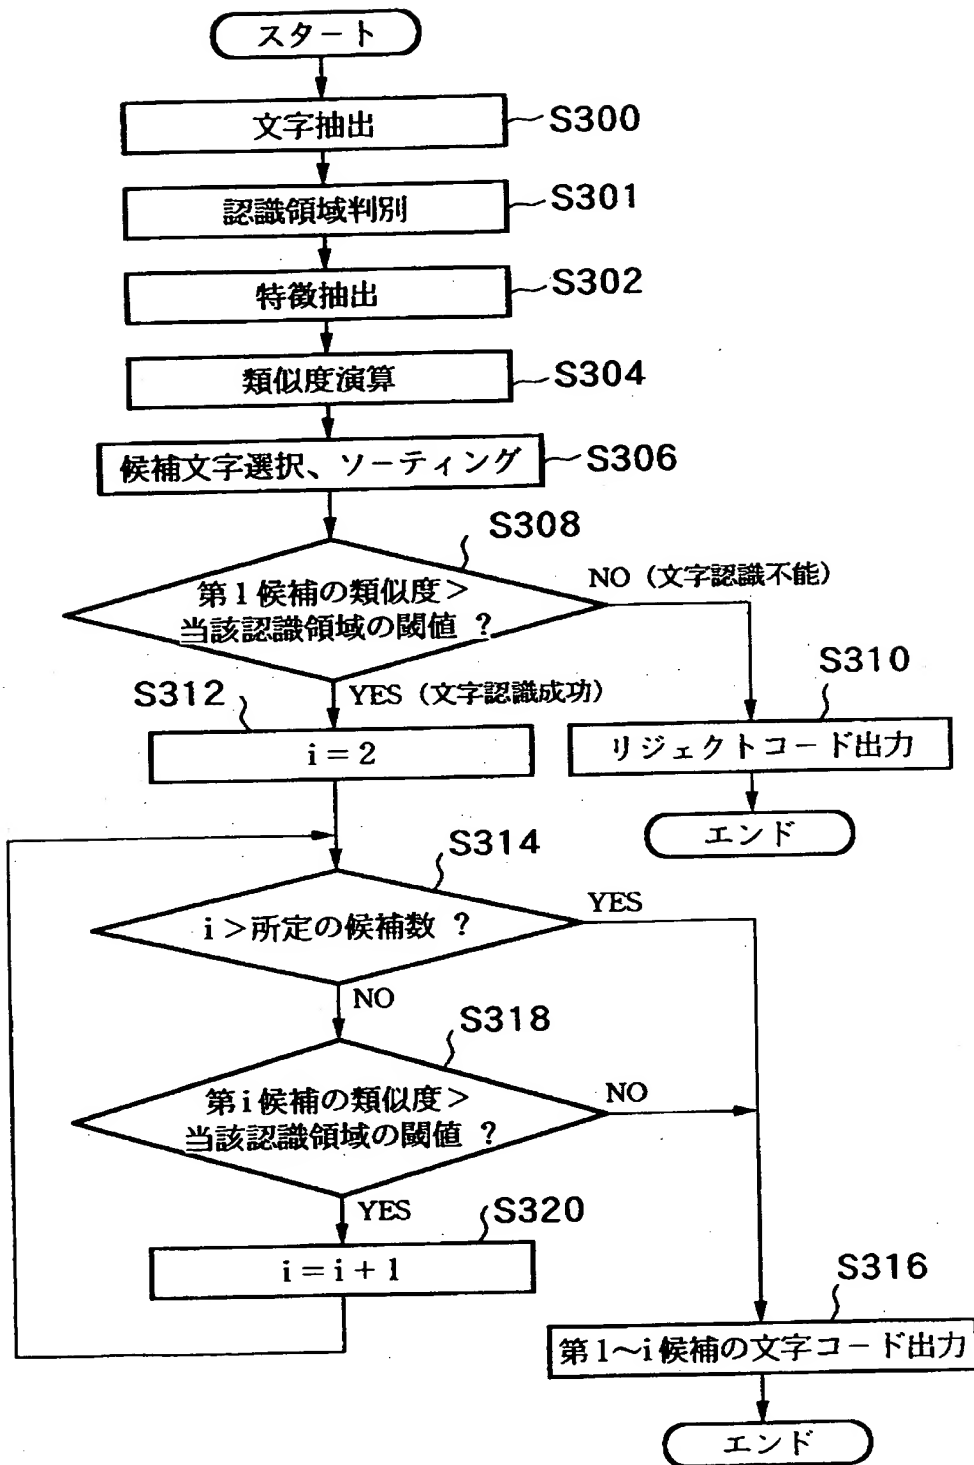 スタート
文字抽出
S300
認識領域判別
S301
特徴抽出
S302
類似度演算
S304
候補文字選択、ソーティング
S306
S308
第1候補の類似度>
当該認識領域の閾値 ?
NO (文字認識不能)
S310
リジェクトコード出力
エンド
YES (文字認識成功)
S312
i=2
S314
i>所定の候補数 ?
YES
NO
S318
第i候補の類似度>
当該認識領域の閾値 ?
NO
YES
S320
i=i+1
S316
第1〜i候補の文字コード出力
エンド